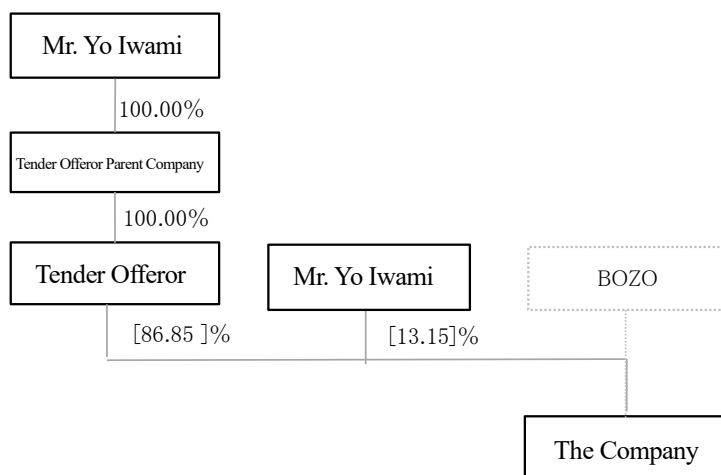 Mr. Yo Iwami
100.00%
Tender Offeror Parent Company
100.00%
Tender Offeror
Mr. Yo Iwami
BOZO
[86.85 ]%
[13.15]%
The Company